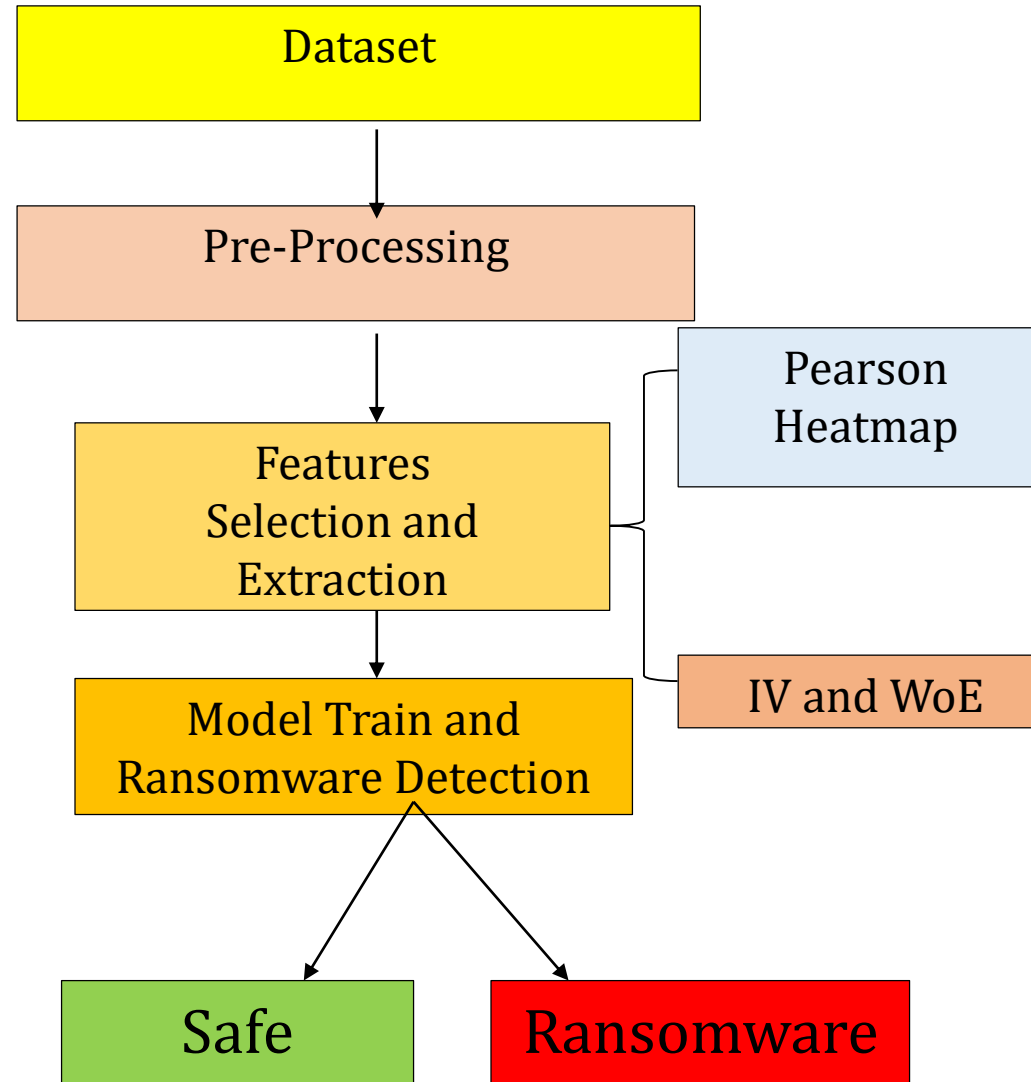 Dataset
Pre-Processing
Features
Selection and
Extraction
Pearson
Heatmap
IV and WoE
Model Train and
Ransomware Detection
Safe
Ransomware